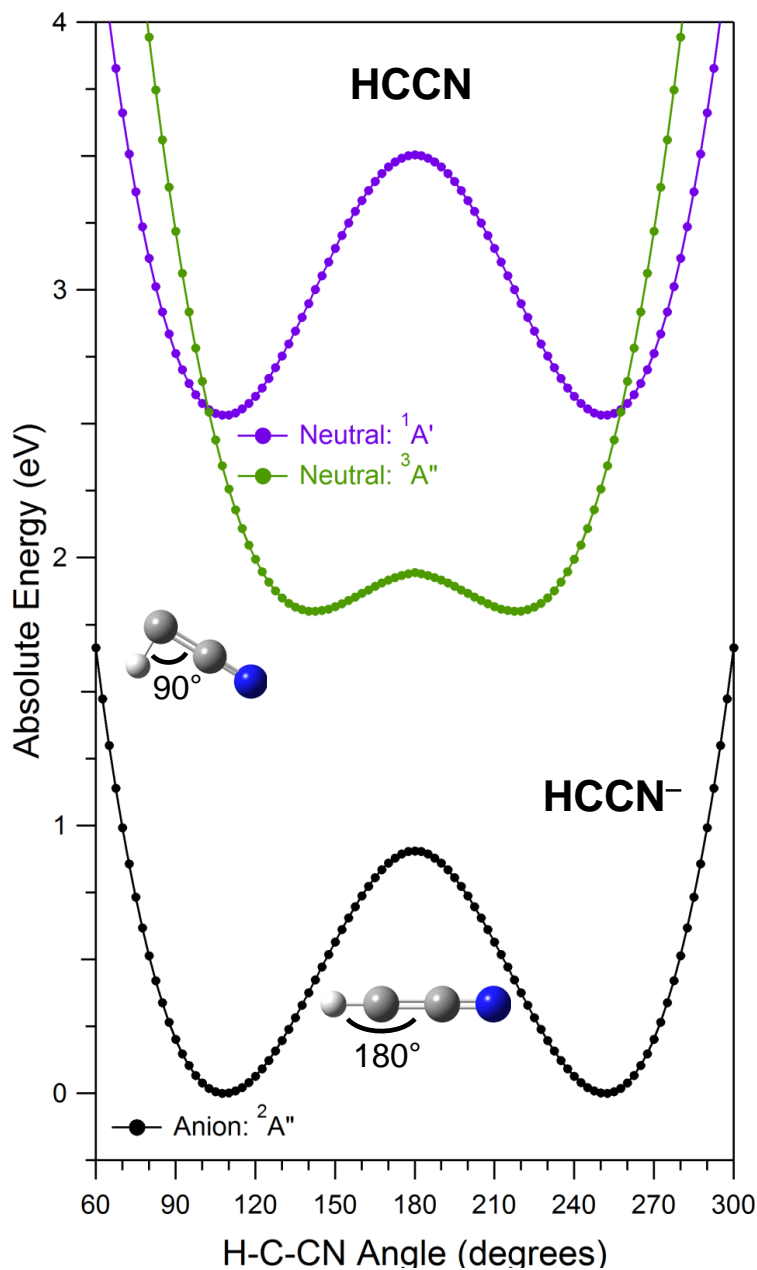 4
HCCN
3
Neutral: ¹A'
Neutral: ³A"
Absolute Energy (eV)
2
90°
HCCN⁻
1
180°
0
Anion: ²A"
60 90 120 150 180 210 240 270 300
H-C-CN Angle (degrees)